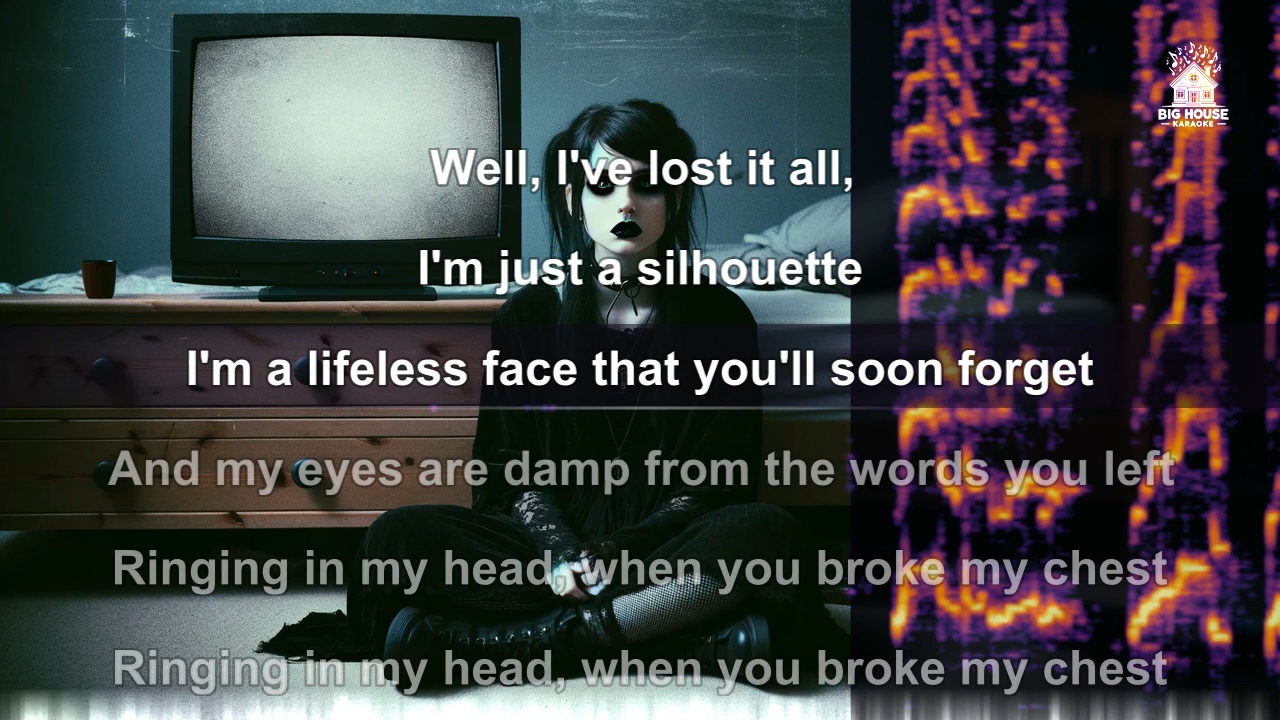 BIG HOUSE
KARAOKE
Well, I've lost it all,
I'm just a silhouette
I'm a lifeless face that you'll soon forget
And my eyes are damp from the words you left
Ringing in my head, when you broke my chest
Ringing in my head, when you broke my chest